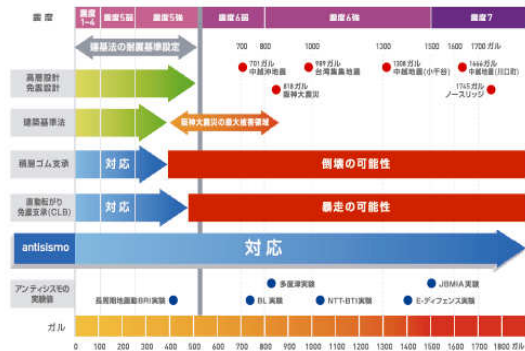 震度
震度
1~4
震度5弱
震度5強
震度6弱
震度6強
震度7
建築法の耐震基準設定
700
800
1000
1300
1500
1600
1700 ガル
701ガル
中越沖地震
989ガル
台湾集集地震
1308ガル
中越地震(小千谷)
1666ガル
中越地震(川口町)
818ガル
阪神大震災
1745ガル
ノースリッジ
高層設計
免震設計
建築基準法
阪神大震災の最大被害領域
積層ゴム支承
対応
倒壊の可能性
直動転がり
免震支承(CLB)
対応
暴走の可能性
antisismo
対応
アンティシスモの
実験値
多度津実験
JBMIA実験
長周期地震動BRI実験
BL 実験
NTT-BTI実験
E-ディフェンス実験
ガル
0
100
200
300
400
500
600
700
800
900
1000
1100
1200
1300
1400
1500
1600
1700
1800 ガル